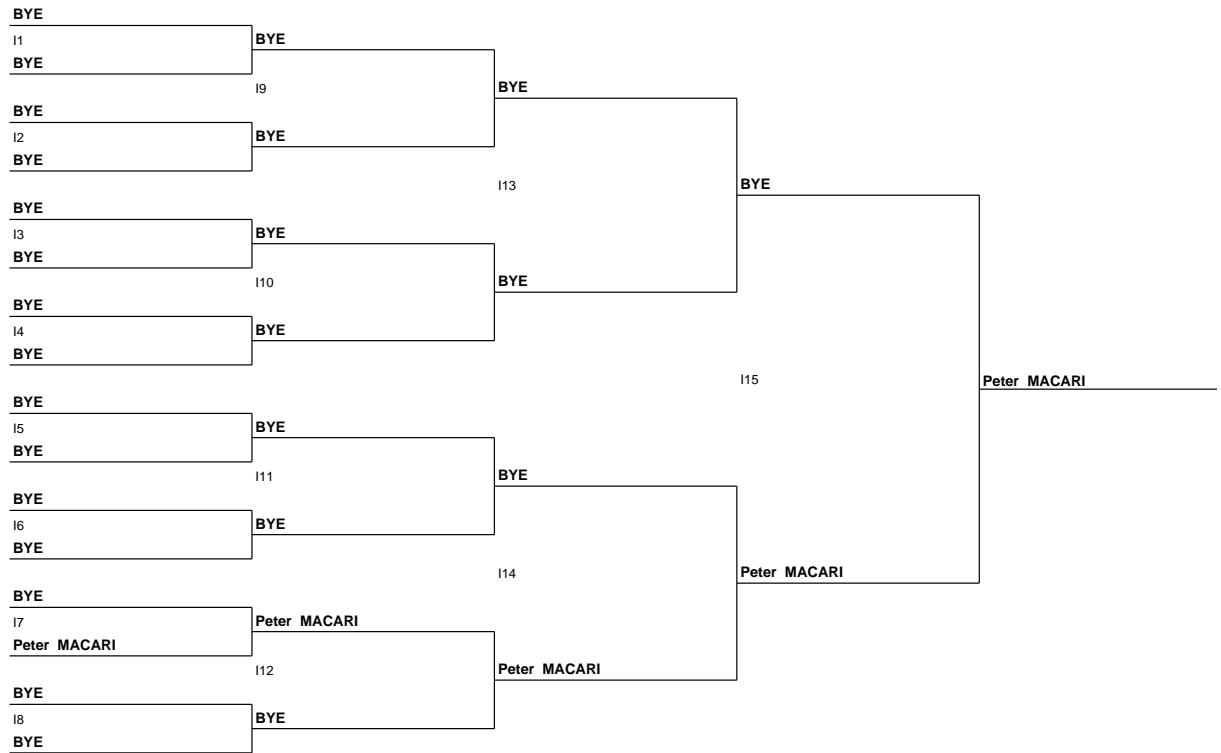 BYE
I1
BYE
BYE
I9
BYE
BYE
I2
BYE
BYE
I13
BYE
BYE
I3
BYE
BYE
I10
BYE
BYE
I4
BYE
BYE
I15
Peter MACARI
BYE
I5
BYE
BYE
I11
BYE
BYE
I6
BYE
BYE
I14
Peter MACARI
BYE
I7
Peter MACARI
Peter MACARI
I12
Peter MACARI
BYE
I8
BYE
BYE